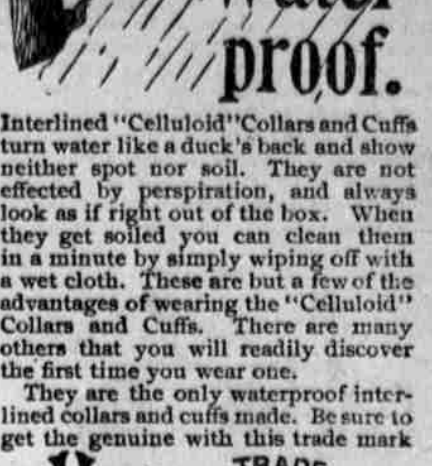 water
proof.
Interlined "Celluloid" Collars and Cuffs
turn water like a duck's back and show
neither spot nor soil. They are not
effected by perspiration, and always
look as if right out of the box. When
they get soiled you can clean them
in a minute by simply wiping off with
a wet cloth. These are but a few of the
advantages of wearing the "Celluloid"
Collars and Cuffs. There are many
others that you will readily discover
the first time you wear one.
They are the only waterproof inter-
lined collars and cuffs made. Be sure to
get the genuine with this trade mark
TRADE